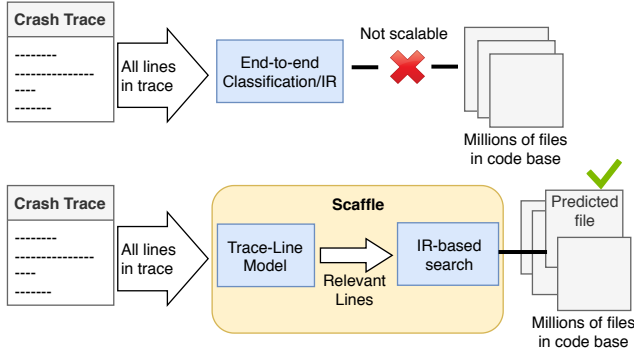 Crash Trace
All lines
in trace
End-to-end
Classification/IR
Not scalable
Millions of files
in code base
Crash Trace
All lines
in trace
Scaffle
Trace-Line
Model
Relevant
Lines
IR-based
search
Predicted
file
Millions of files
in code base